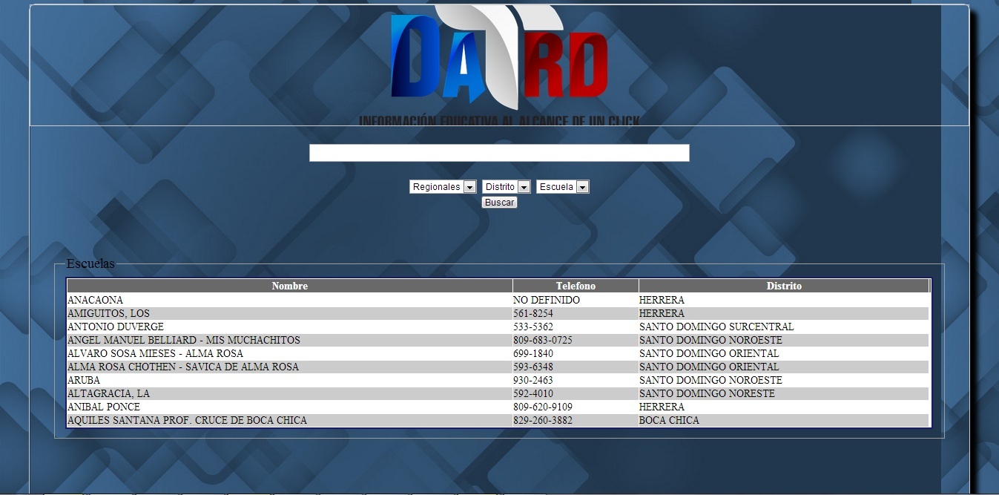 DATRD
INFORMACIÓN EDUCATIVA AL ALCANCE DE UN CLICK
Regionales Distrito Escuela
Buscar
Escuelas
Nombre Telefono Distrito
ANACAONA NO DEFINIDO HERRERA
AMIGUITOS, LOS 561-8254 HERRERA
ANTONIO DUVERGE 533-5362 SANTO DOMINGO SURCENTRAL
ANGEL MANUEL BELLIARD - MIS MUCHACHITOS 809-683-0725 SANTO DOMINGO NOROESTE
ALVARO SOSA MIESES - ALMA ROSA 699-1840 SANTO DOMINGO ORIENTAL
ALMA ROSA CHOTHEN - SAVICA DE ALMA ROSA 593-6348 SANTO DOMINGO ORIENTAL
ARUBA 930-2463 SANTO DOMINGO NOROESTE
ALTAGRACIA, LA 592-4010 SANTO DOMINGO NORESTE
ANIBAL PONCE 809-620-9109 HERRERA
AQUILES SANTANA PROF. CRUCE DE BOCA CHICA 829-260-3882 BOCA CHICA